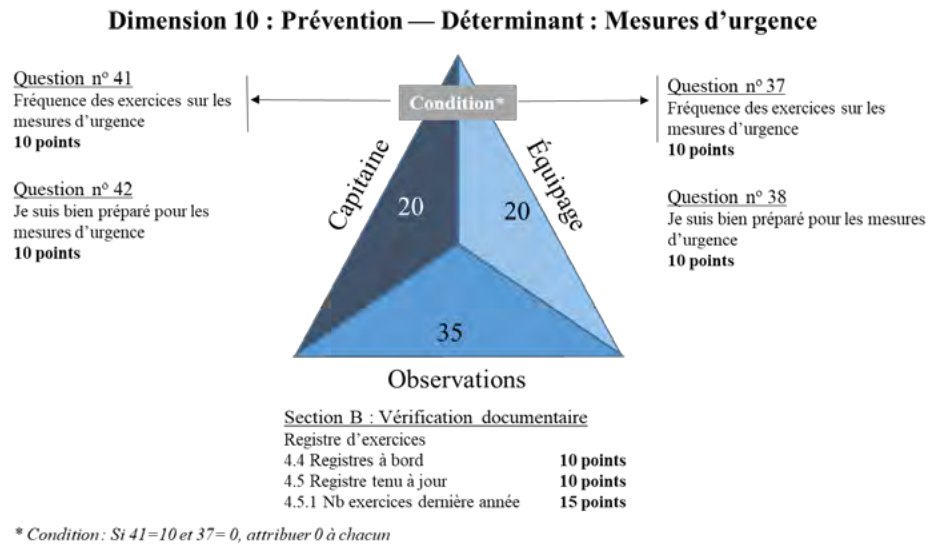 Dimension 10 : Prévention — Déterminant : Mesures d’urgence
Question nº 41
Fréquence des exercices sur les
mesures d’urgence
10 points
Question nº 42
Je suis bien préparé pour les
mesures d’urgence
10 points
Condition*
Capitaine
20
Équipage
20
35
Observations
Question nº 37
Fréquence des exercices sur les
mesures d’urgence
10 points
Question nº 38
Je suis bien préparé pour les mesures
d’urgence
10 points
Section B : Vérification documentaire
Registre d’exercices
4.4 Registres à bord 10 points
4.5 Registre tenu à jour 10 points
4.5.1 Nb exercices dernière année 15 points
* Condition : Si 41=10 et 37= 0, attribuer 0 à chacun